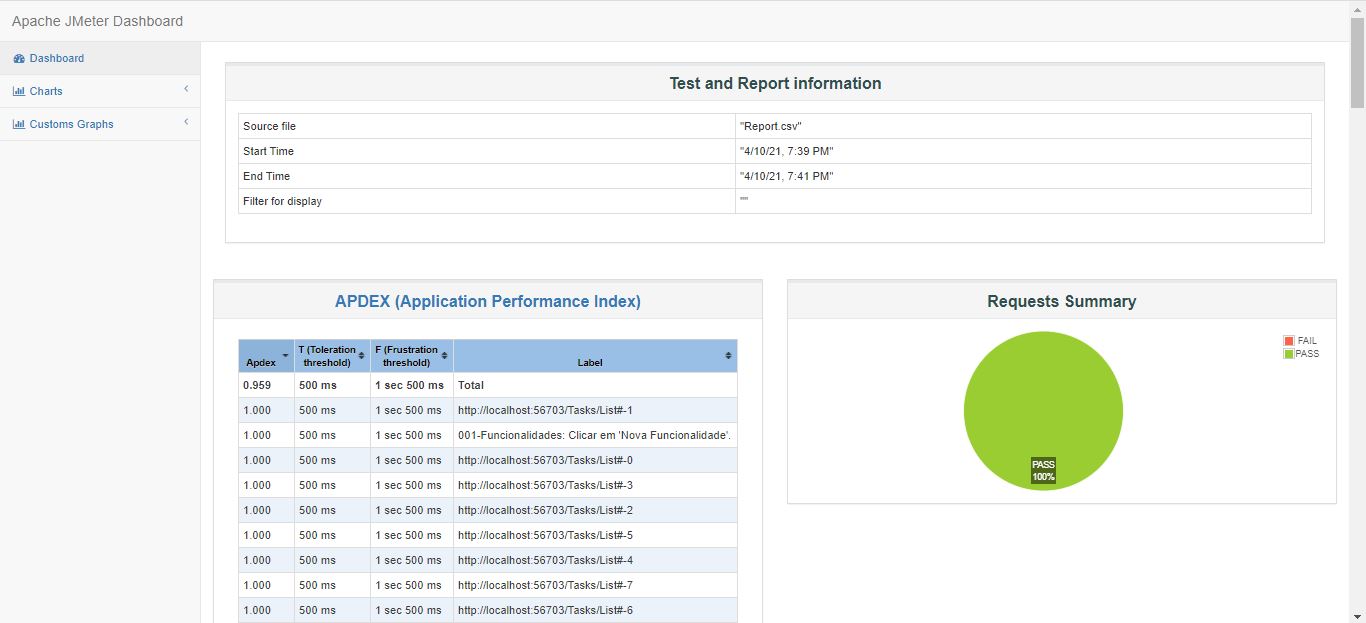 Apache JMeter Dashboard
Dashboard
Charts
Customs Graphs
Test and Report information
Source file "Report.csv"
Start Time "4/10/21, 7:39 PM"
End Time "4/10/21, 7:41 PM"
Filter for display ""
APDEX (Application Performance Index)
Apdex T (Toleration threshold) F (Frustration threshold) Label
0.959 500 ms 1 sec 500 ms Total
1.000 500 ms 1 sec 500 ms http://localhost:56703/Tasks/List#-1
1.000 500 ms 1 sec 500 ms 001-Funcionalidades: Clicar em 'Nova Funcionalidade'.
1.000 500 ms 1 sec 500 ms http://localhost:56703/Tasks/List#-0
1.000 500 ms 1 sec 500 ms http://localhost:56703/Tasks/List#-3
1.000 500 ms 1 sec 500 ms http://localhost:56703/Tasks/List#-2
1.000 500 ms 1 sec 500 ms http://localhost:56703/Tasks/List#-5
1.000 500 ms 1 sec 500 ms http://localhost:56703/Tasks/List#-4
1.000 500 ms 1 sec 500 ms http://localhost:56703/Tasks/List#-7
1.000 500 ms 1 sec 500 ms http://localhost:56703/Tasks/List#-6
Requests Summary
FAIL
PASS
PASS
100%